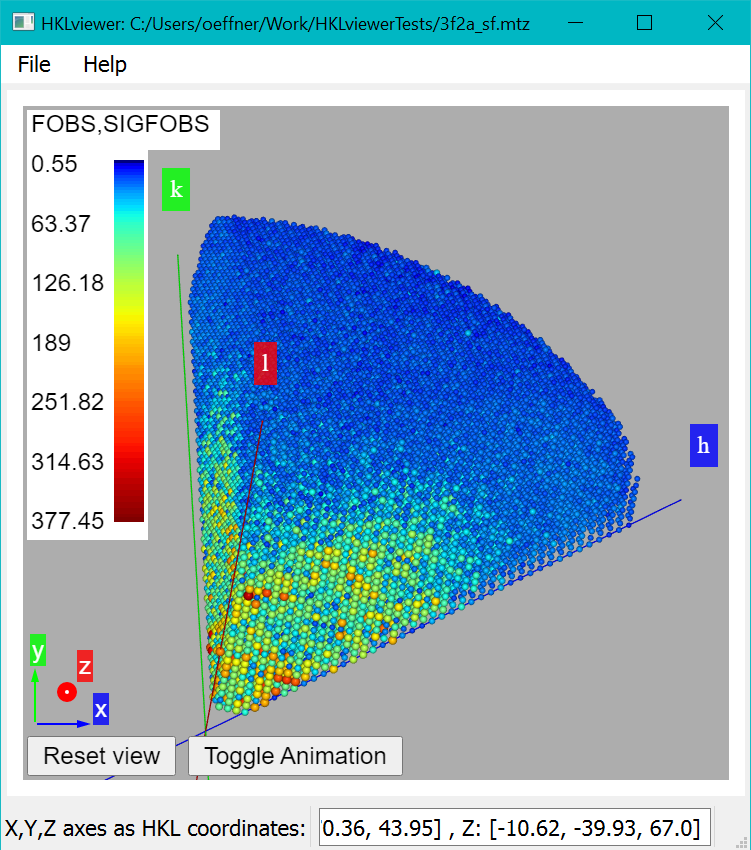 HKLviewer: C:/Users/oeffner/Work/HKLviewerTests/3f2a_sf.mtz
File Help
FOBS,SIGFOBS
0.55
63.37
126.18
189
251.82
314.63
377.45
k
l
h
y
z
x
Reset view Toggle Animation
X,Y,Z axes as HKL coordinates: 0.36, 43.95] , Z: [-10.62, -39.93, 67.0]